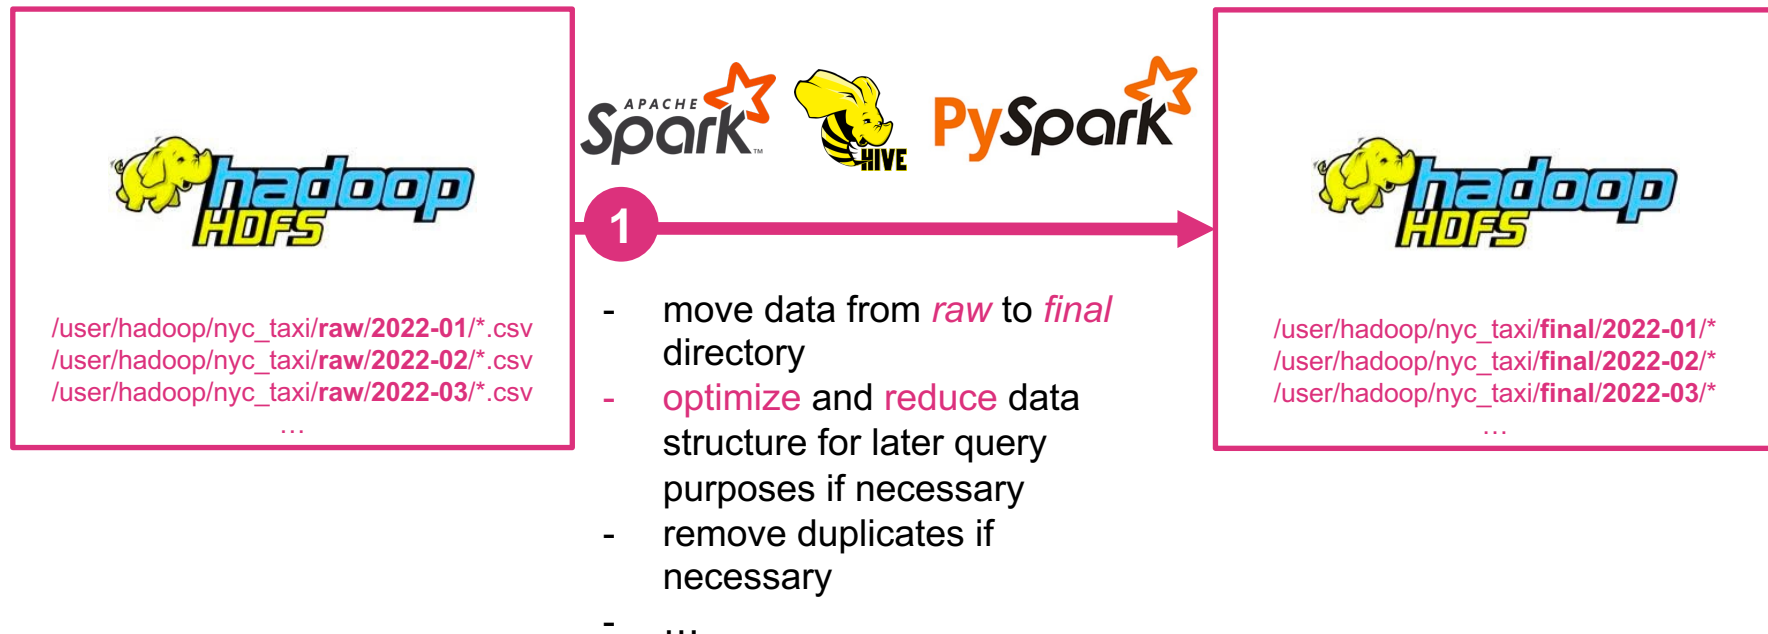 hadoop
HDFS
/user/hadoop/nyc_taxi/raw/2022-01/*.csv
/user/hadoop/nyc_taxi/raw/2022-02/*.csv
/user/hadoop/nyc_taxi/raw/2022-03/*.csv
…
APACHE
Spark™
HIVE
PySpark
1
- move data from raw to final
directory
- optimize and reduce data
structure for later query
purposes if necessary
- remove duplicates if
necessary
- …
hadoop
HDFS
/user/hadoop/nyc_taxi/final/2022-01/*
/user/hadoop/nyc_taxi/final/2022-02/*
/user/hadoop/nyc_taxi/final/2022-03/*
…